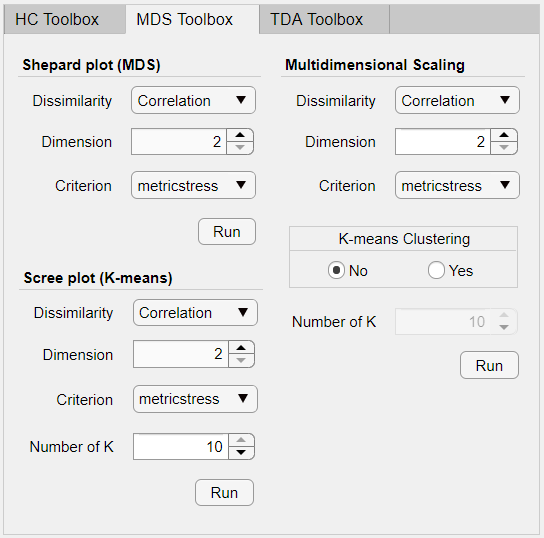 HC Toolbox
MDS Toolbox
TDA Toolbox
Shepard plot (MDS)
Dissimilarity
Correlation
Dimension
2
Criterion
metricstress
Run
Scree plot (K-means)
Dissimilarity
Correlation
Dimension
2
Criterion
metricstress
Number of K
10
Run
Multidimensional Scaling
Dissimilarity
Correlation
Dimension
2
Criterion
metricstress
K-means Clustering
No
Yes
Number of K
10
Run